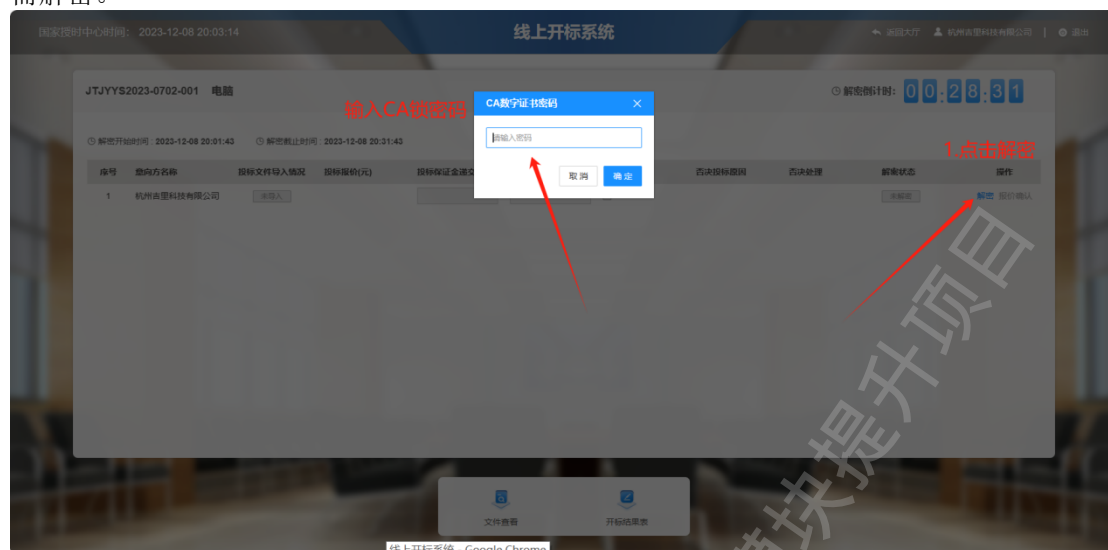 国家授时中心时间: 2023-12-08 20:03:14
线上开标系统
返回大厅 杭州吉里科技有限公司 | 退出
JTJYYS2023-0702-001 电脑
解密倒计时: 00:28:31
输入CA锁密码
CA数字证书密码
解密开始时间: 2023-12-08 20:01:43 解密截止时间: 2023-12-08 20:31:43
请输入密码
1.点击解密
取消 确定
序号 意向方名称 投标文件导入情况 投标报价(元) 投标保证金递交 否决投标原因 否决处理 解密状态 操作
1 杭州吉里科技有限公司 未导入 未解密 解密 报价确认
文件查看 开标结果表
线上开标系统 - Google Chrome
块提升项目